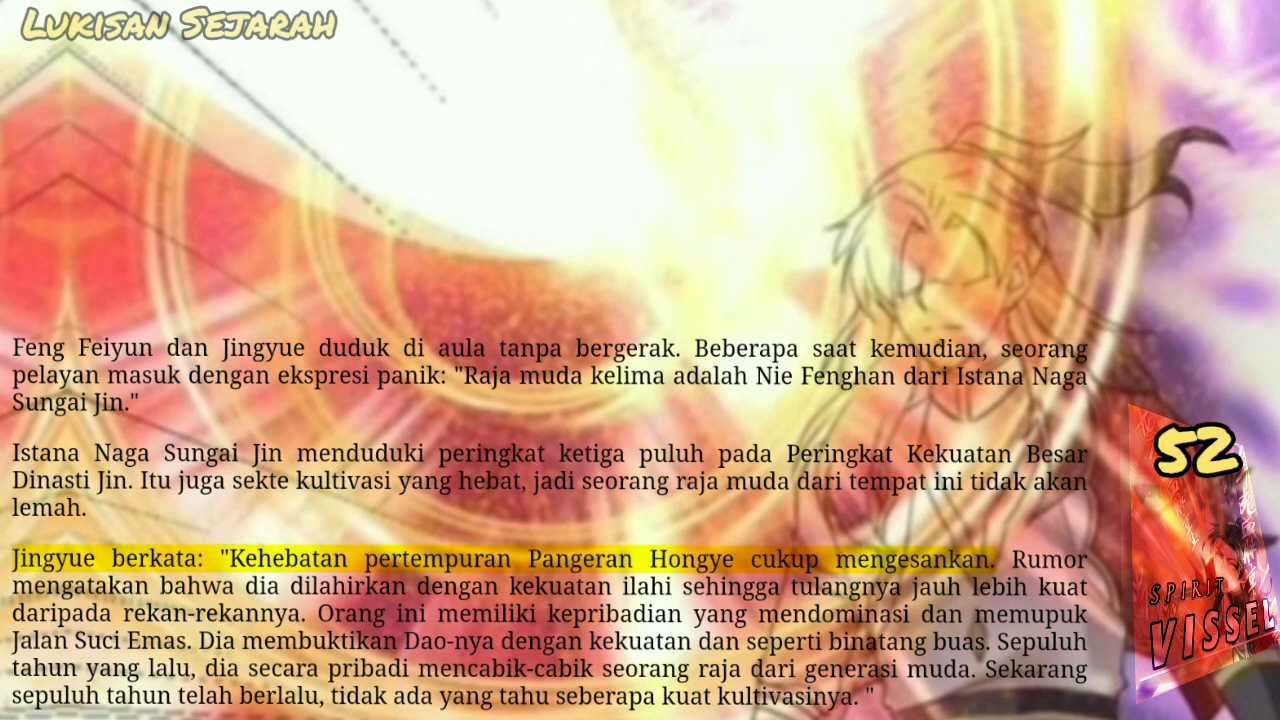 Lukisan Sejarah
Feng Feiyun dan Jingyue duduk di aula tanpa bergerak. Beberapa saat kemudian, seorang
pelayan masuk dengan ekspresi panik: "Raja muda kelima adalah Nie Fenghan dari Istana Naga
Sungai Jin."
Istana Naga Sungai Jin menduduki peringkat ketiga puluh pada Peringkat Kekuatan Besar
Dinasti Jin. Itu juga sekte kultivasi yang hebat, jadi seorang raja muda dari tempat ini tidak akan
lemah.
Jingyue berkata: "Kehebatan pertempuran Pangeran Hongye cukup mengesankan. Rumor
mengatakan bahwa dia dilahirkan dengan kekuatan ilahi sehingga tulangnya jauh lebih kuat
daripada rekan-rekannya. Orang ini memiliki kepribadian yang mendominasi dan memupuk
Jalan Suci Emas. Dia membuktikan Dao-nya dengan kekuatan dan seperti binatang buas. Sepuluh
tahun yang lalu, dia secara pribadi mencabik-cabik seorang raja dari generasi muda. Sekarang
sepuluh tahun telah berlalu, tidak ada yang tahu seberapa kuat kultivasinya. "
52
SPIRIT
VISSEL